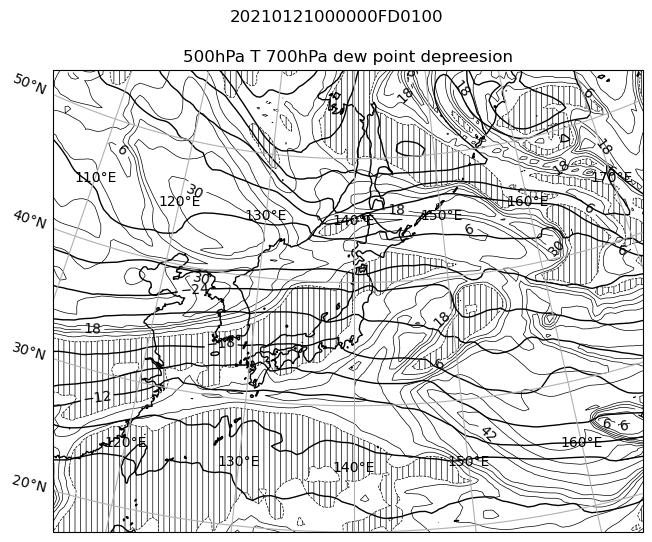 20210121000000FD0100
500hPa T 700hPa dew point depreesion
50°N
18
18
6
18
6
18
170°E
110°E
120°E
30
130°E
140°E
18
150°E
160°E
6
40°N
6
30
6
30
-24
18
18
30°N
6
-12
42
6
6
120°E
130°E
140°E
150°E
160°E
20°N